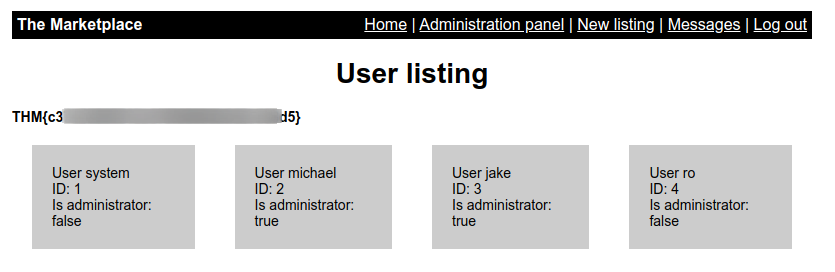 The Marketplace Home | Administration panel | New listing | Messages | Log out
User listing
THM{c3 d5}
User system
ID: 1
Is administrator:
false
User michael
ID: 2
Is administrator:
true
User jake
ID: 3
Is administrator:
true
User ro
ID: 4
Is administrator:
false